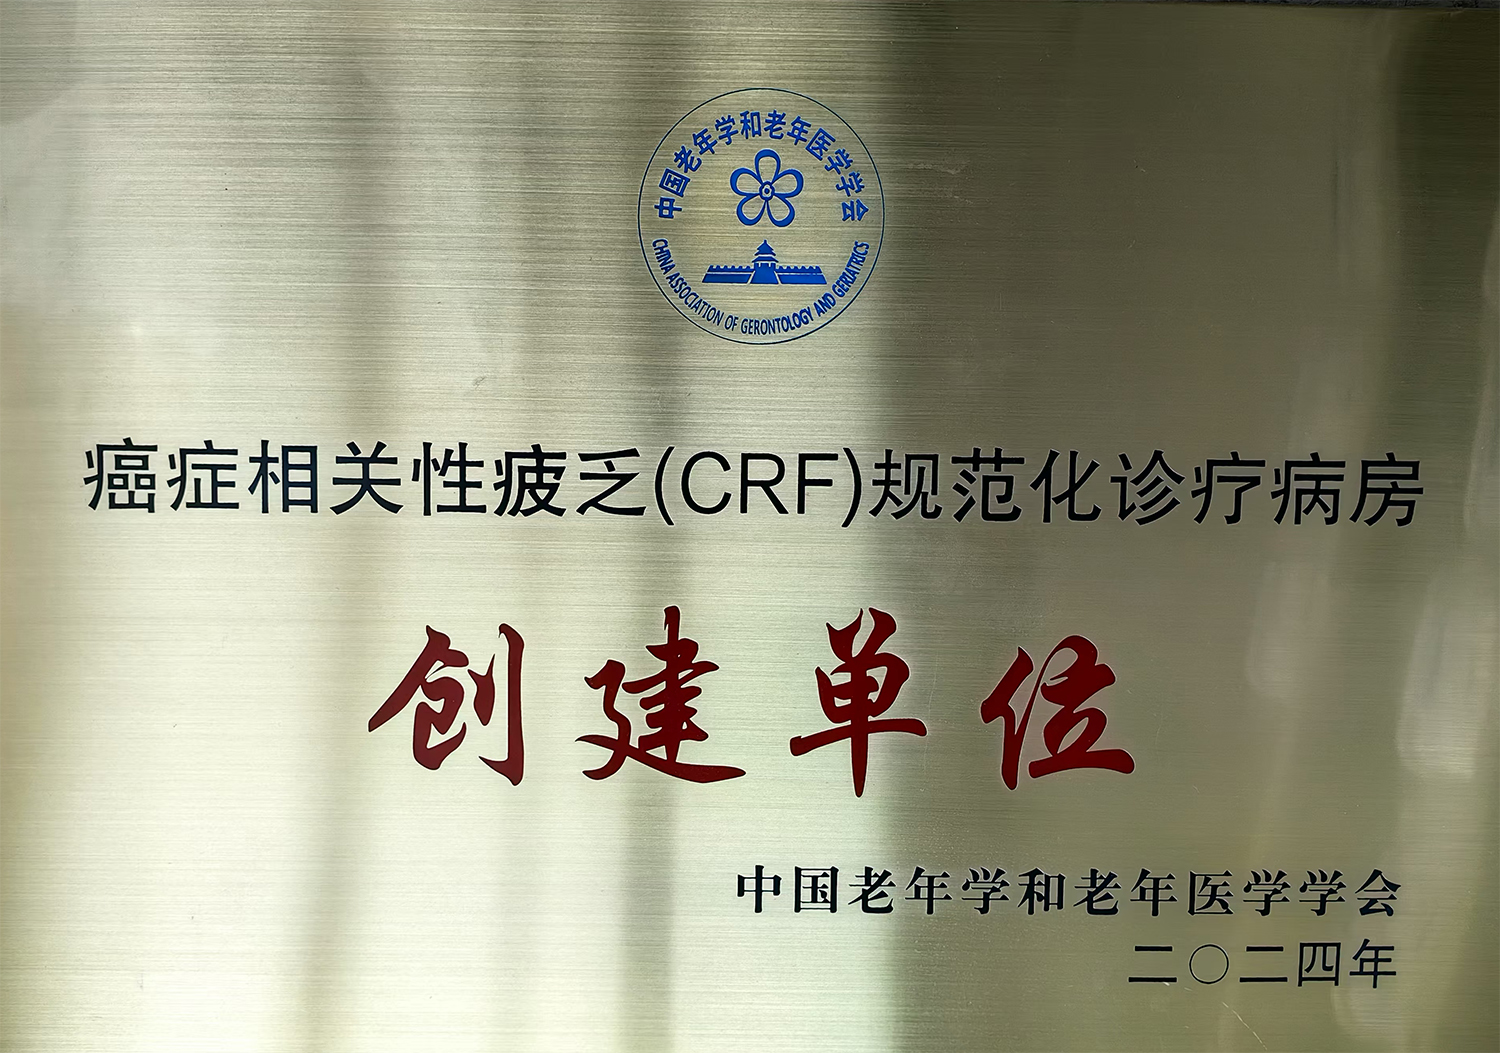 中国老年学和老年医学学会
CHINA ASSOCIATION OF GERONTOLOGY AND GERIATRICS
癌症相关性疲乏(CRF)规范化诊疗病房
创建单位
中国老年学和老年医学学会
二〇二四年